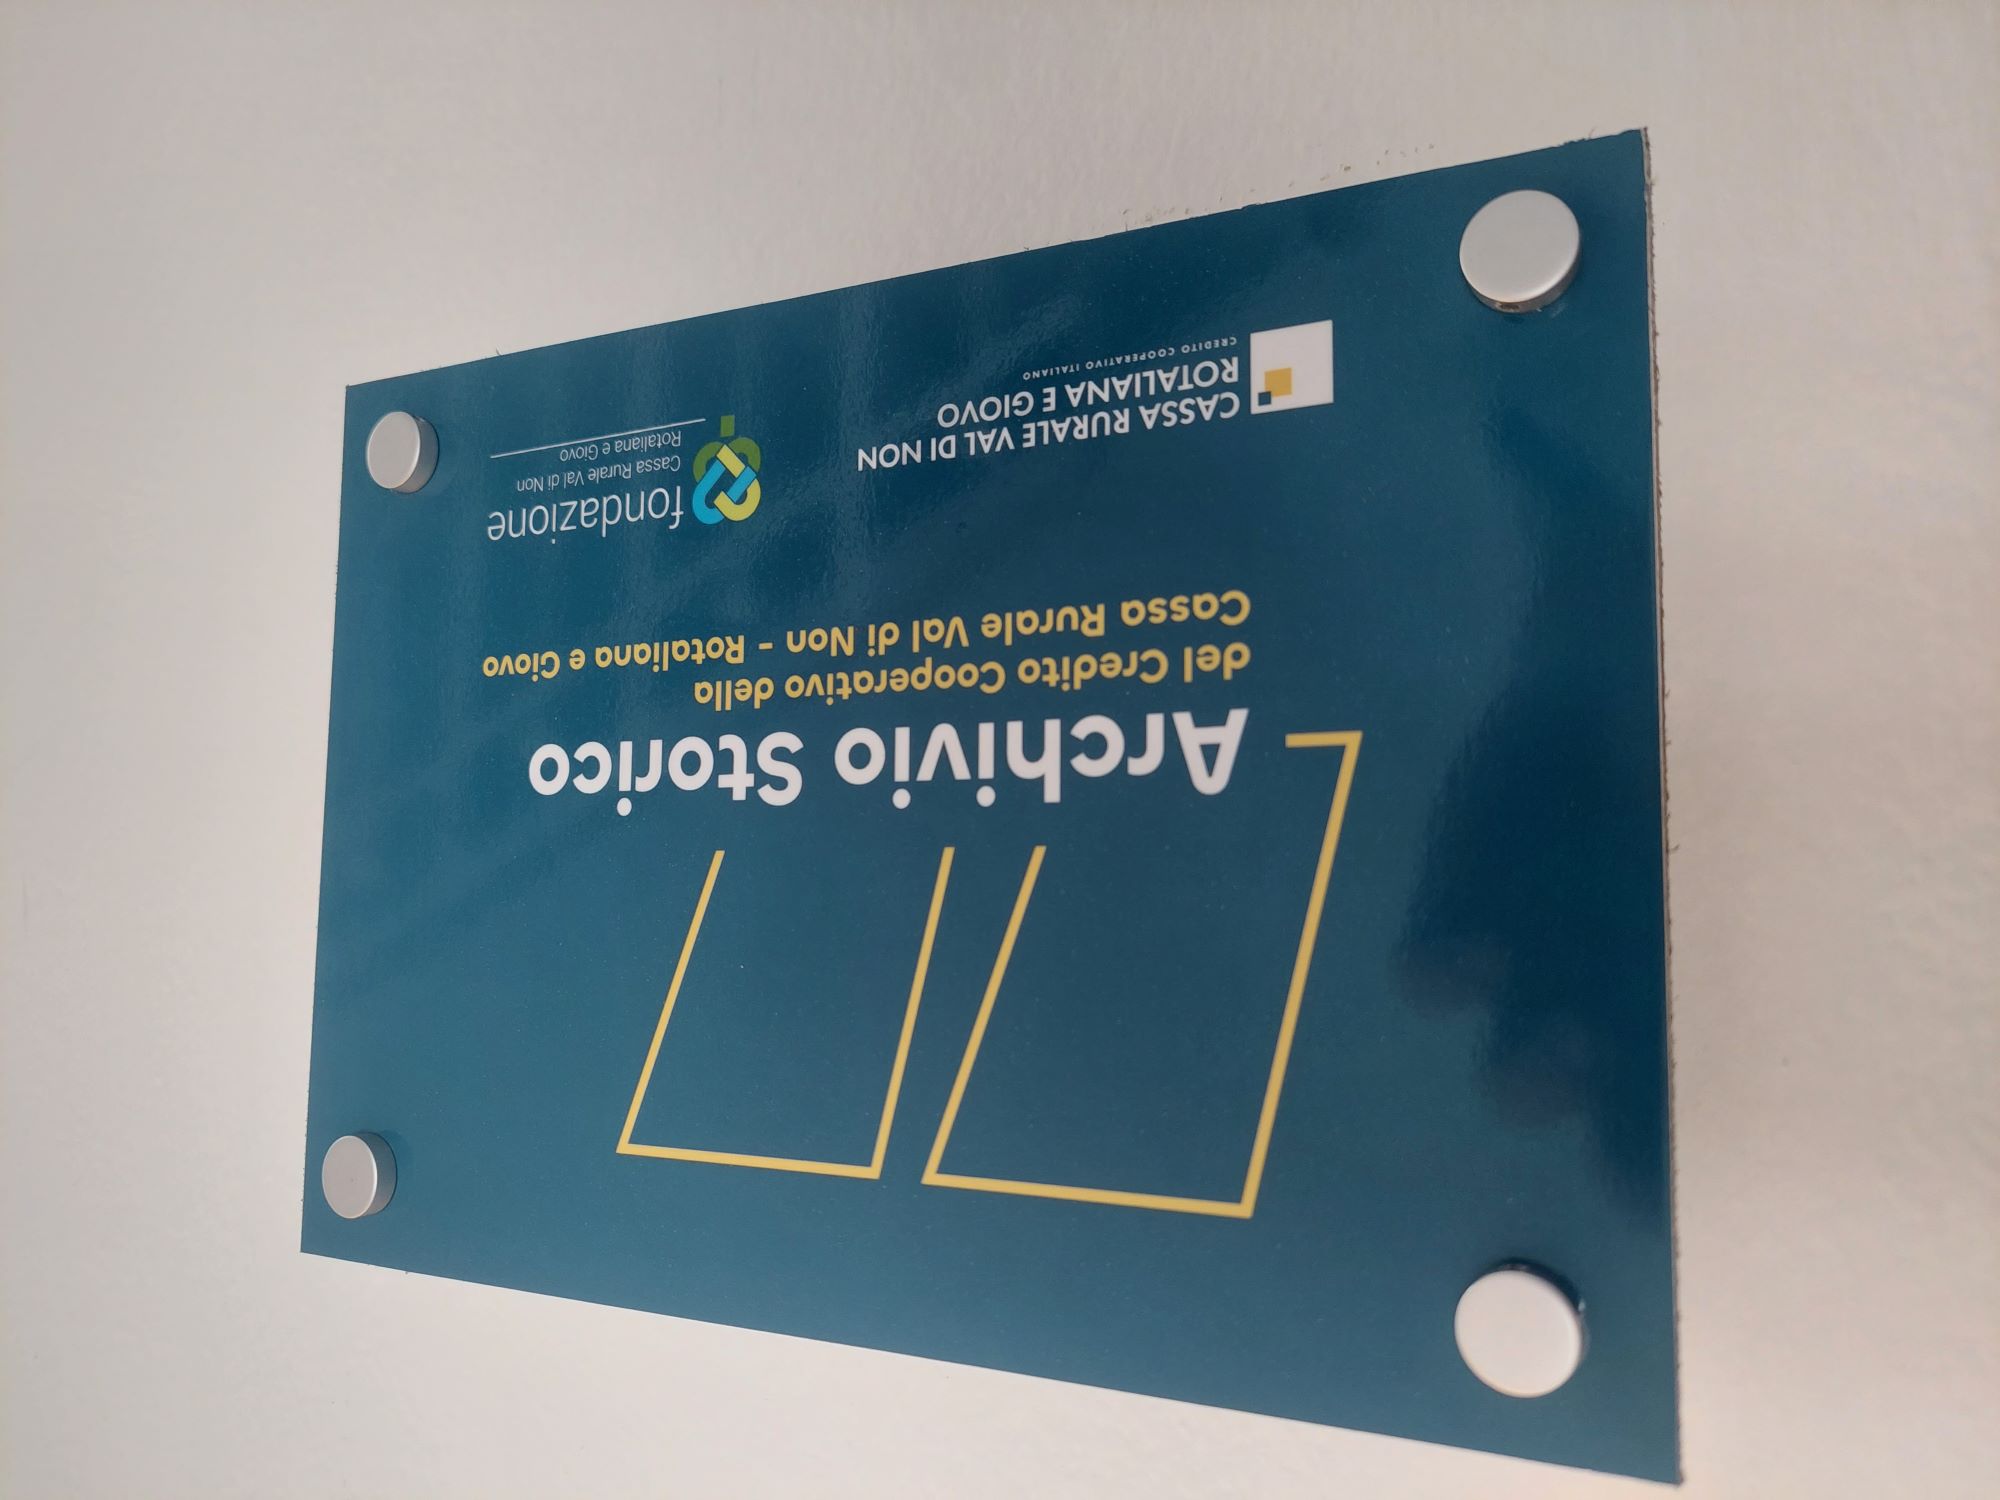 Archivio Storico
del Credito Cooperativo della
Cassa Rurale Val di Non - Rotaliana e Giovo
CASSA RURALE VAL DI NON
ROTALIANA E GIOVO
CREDITO COOPERATIVO ITALIANO
fondazione
Cassa Rurale Val di Non
Rotaliana e Giovo